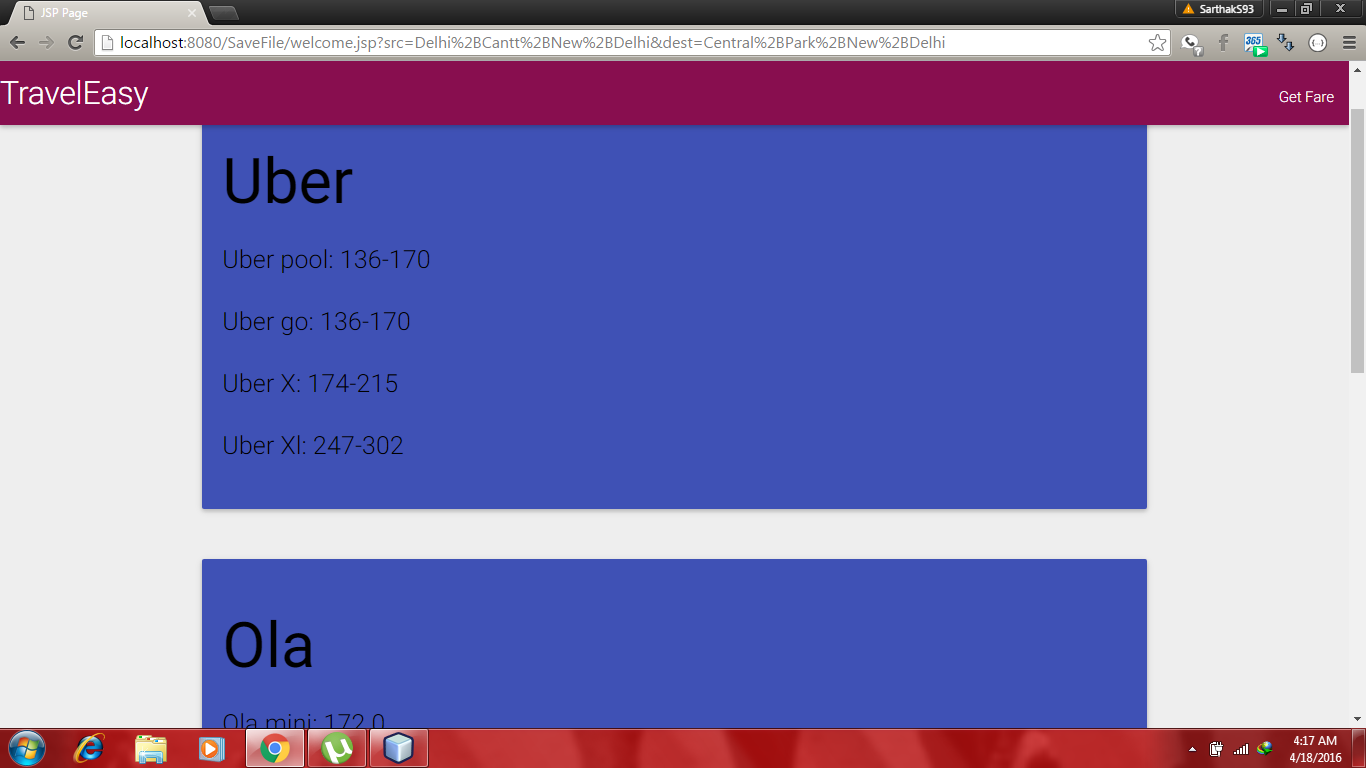 JSP Page
SarthakS93
localhost:8080/SaveFile/welcome.jsp?src=Delhi%2BCantt%2BNew%2BDelhi&dest=Central%2BPark%2BNew%2BDelhi
365
TravelEasy
Get Fare
Uber
Uber pool: 136-170
Uber go: 136-170
Uber X: 174-215
Uber Xl: 247-302
Ola
Ola mini: 172.0
4:17 AM
4/18/2016